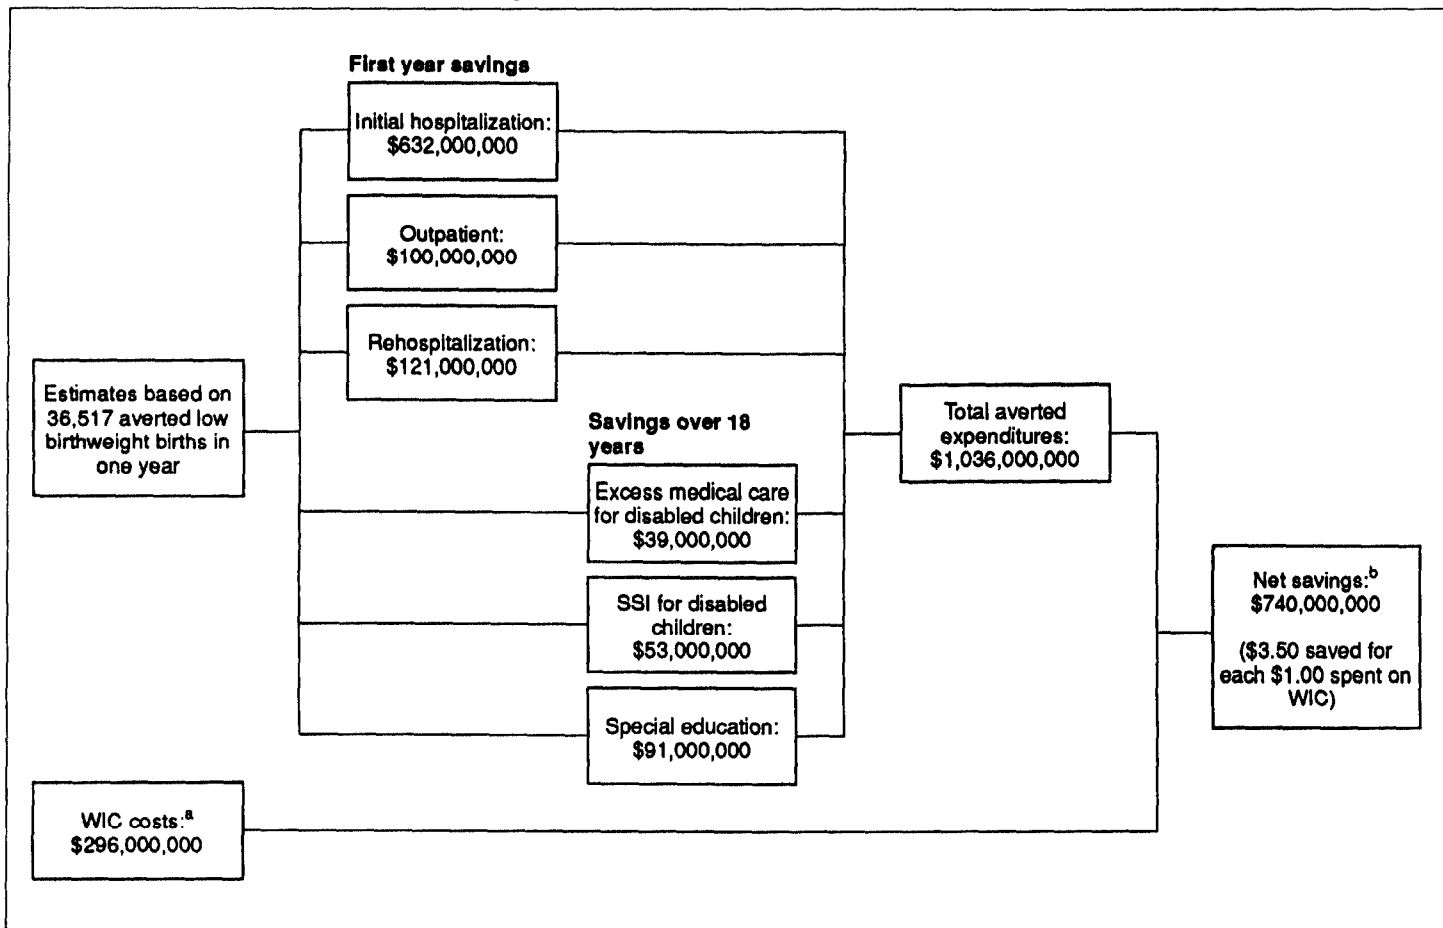 First year savings
Initial hospitalization:
$632,000,000
Outpatient:
$100,000,000
Rehospitalization:
$121,000,000
Estimates based on
36,517 averted low
birthweight births in
one year
Savings over 18
years
Excess medical care
for disabled children:
$39,000,000
SSI for disabled
children:
$53,000,000
Special education:
$91,000,000
Total averted
expenditures:
$1,036,000,000
WIC costs:a
$296,000,000
Net savings:b
$740,000,000
($3.50 saved for
each $1.00 spent on
WIC)